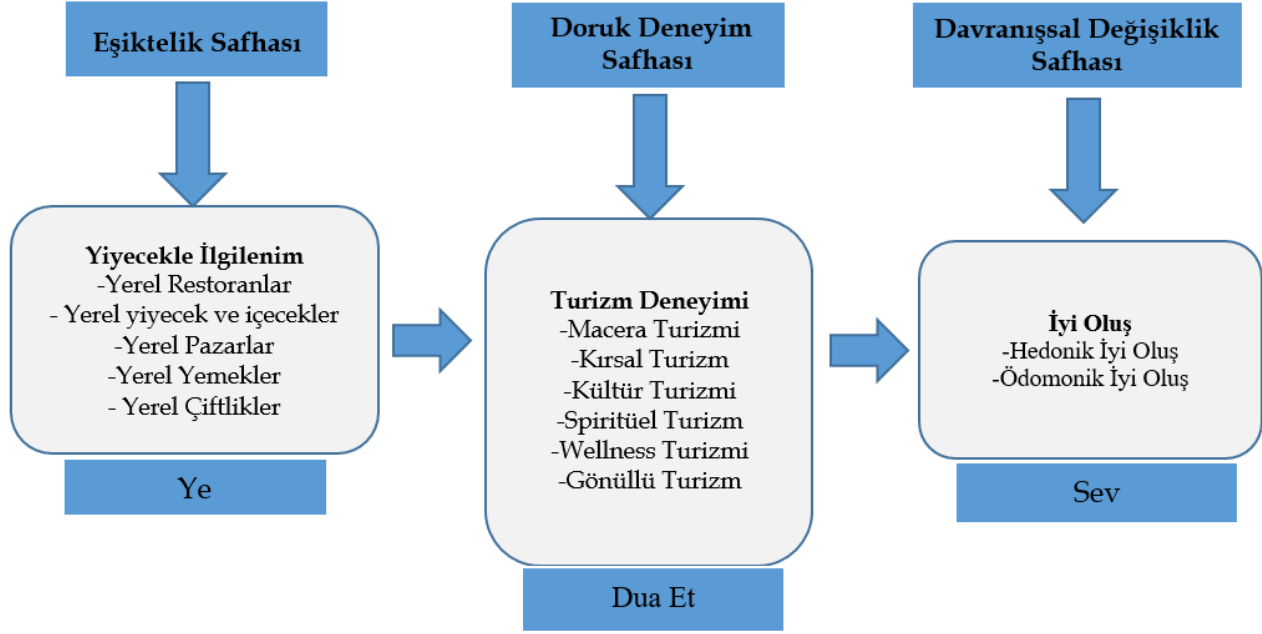 Eşiktelik Safhası
Doruk Deneyim
Safhası
Davranışsal Değişiklik
Safhası
Yiyecekle İlgilenim
-Yerel Restoranlar
- Yerel yiyecek ve içecekler
-Yerel Pazarlar
-Yerel Yemekler
- Yerel Çiftlikler
Ye
Turizm Deneyimi
-Macera Turizmi
-Kırsal Turizm
-Kültür Turizmi
-Spiritüel Turizm
-Wellness Turizmi
-Gönüllü Turizm
Dua Et
İyi Oluş
-Hedonik İyi Oluş
-Ödomonik İyi Oluş
Sev